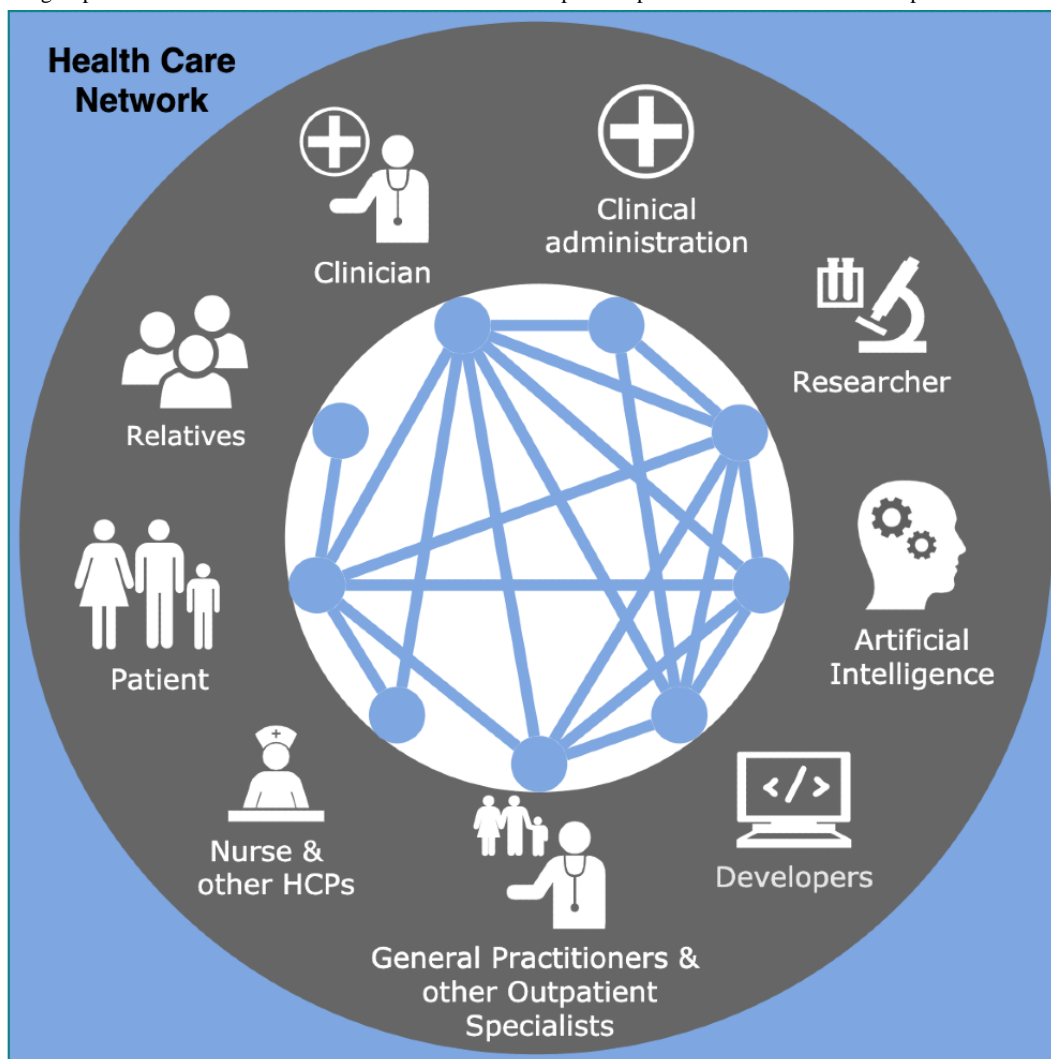 Health Care
Network
Clinician
Clinical
administration
Researcher
Relatives
Artificial
Intelligence
Patient
Nurse &
other HCPs
</>
Developers
General Practitioners &
other Outpatient
Specialists